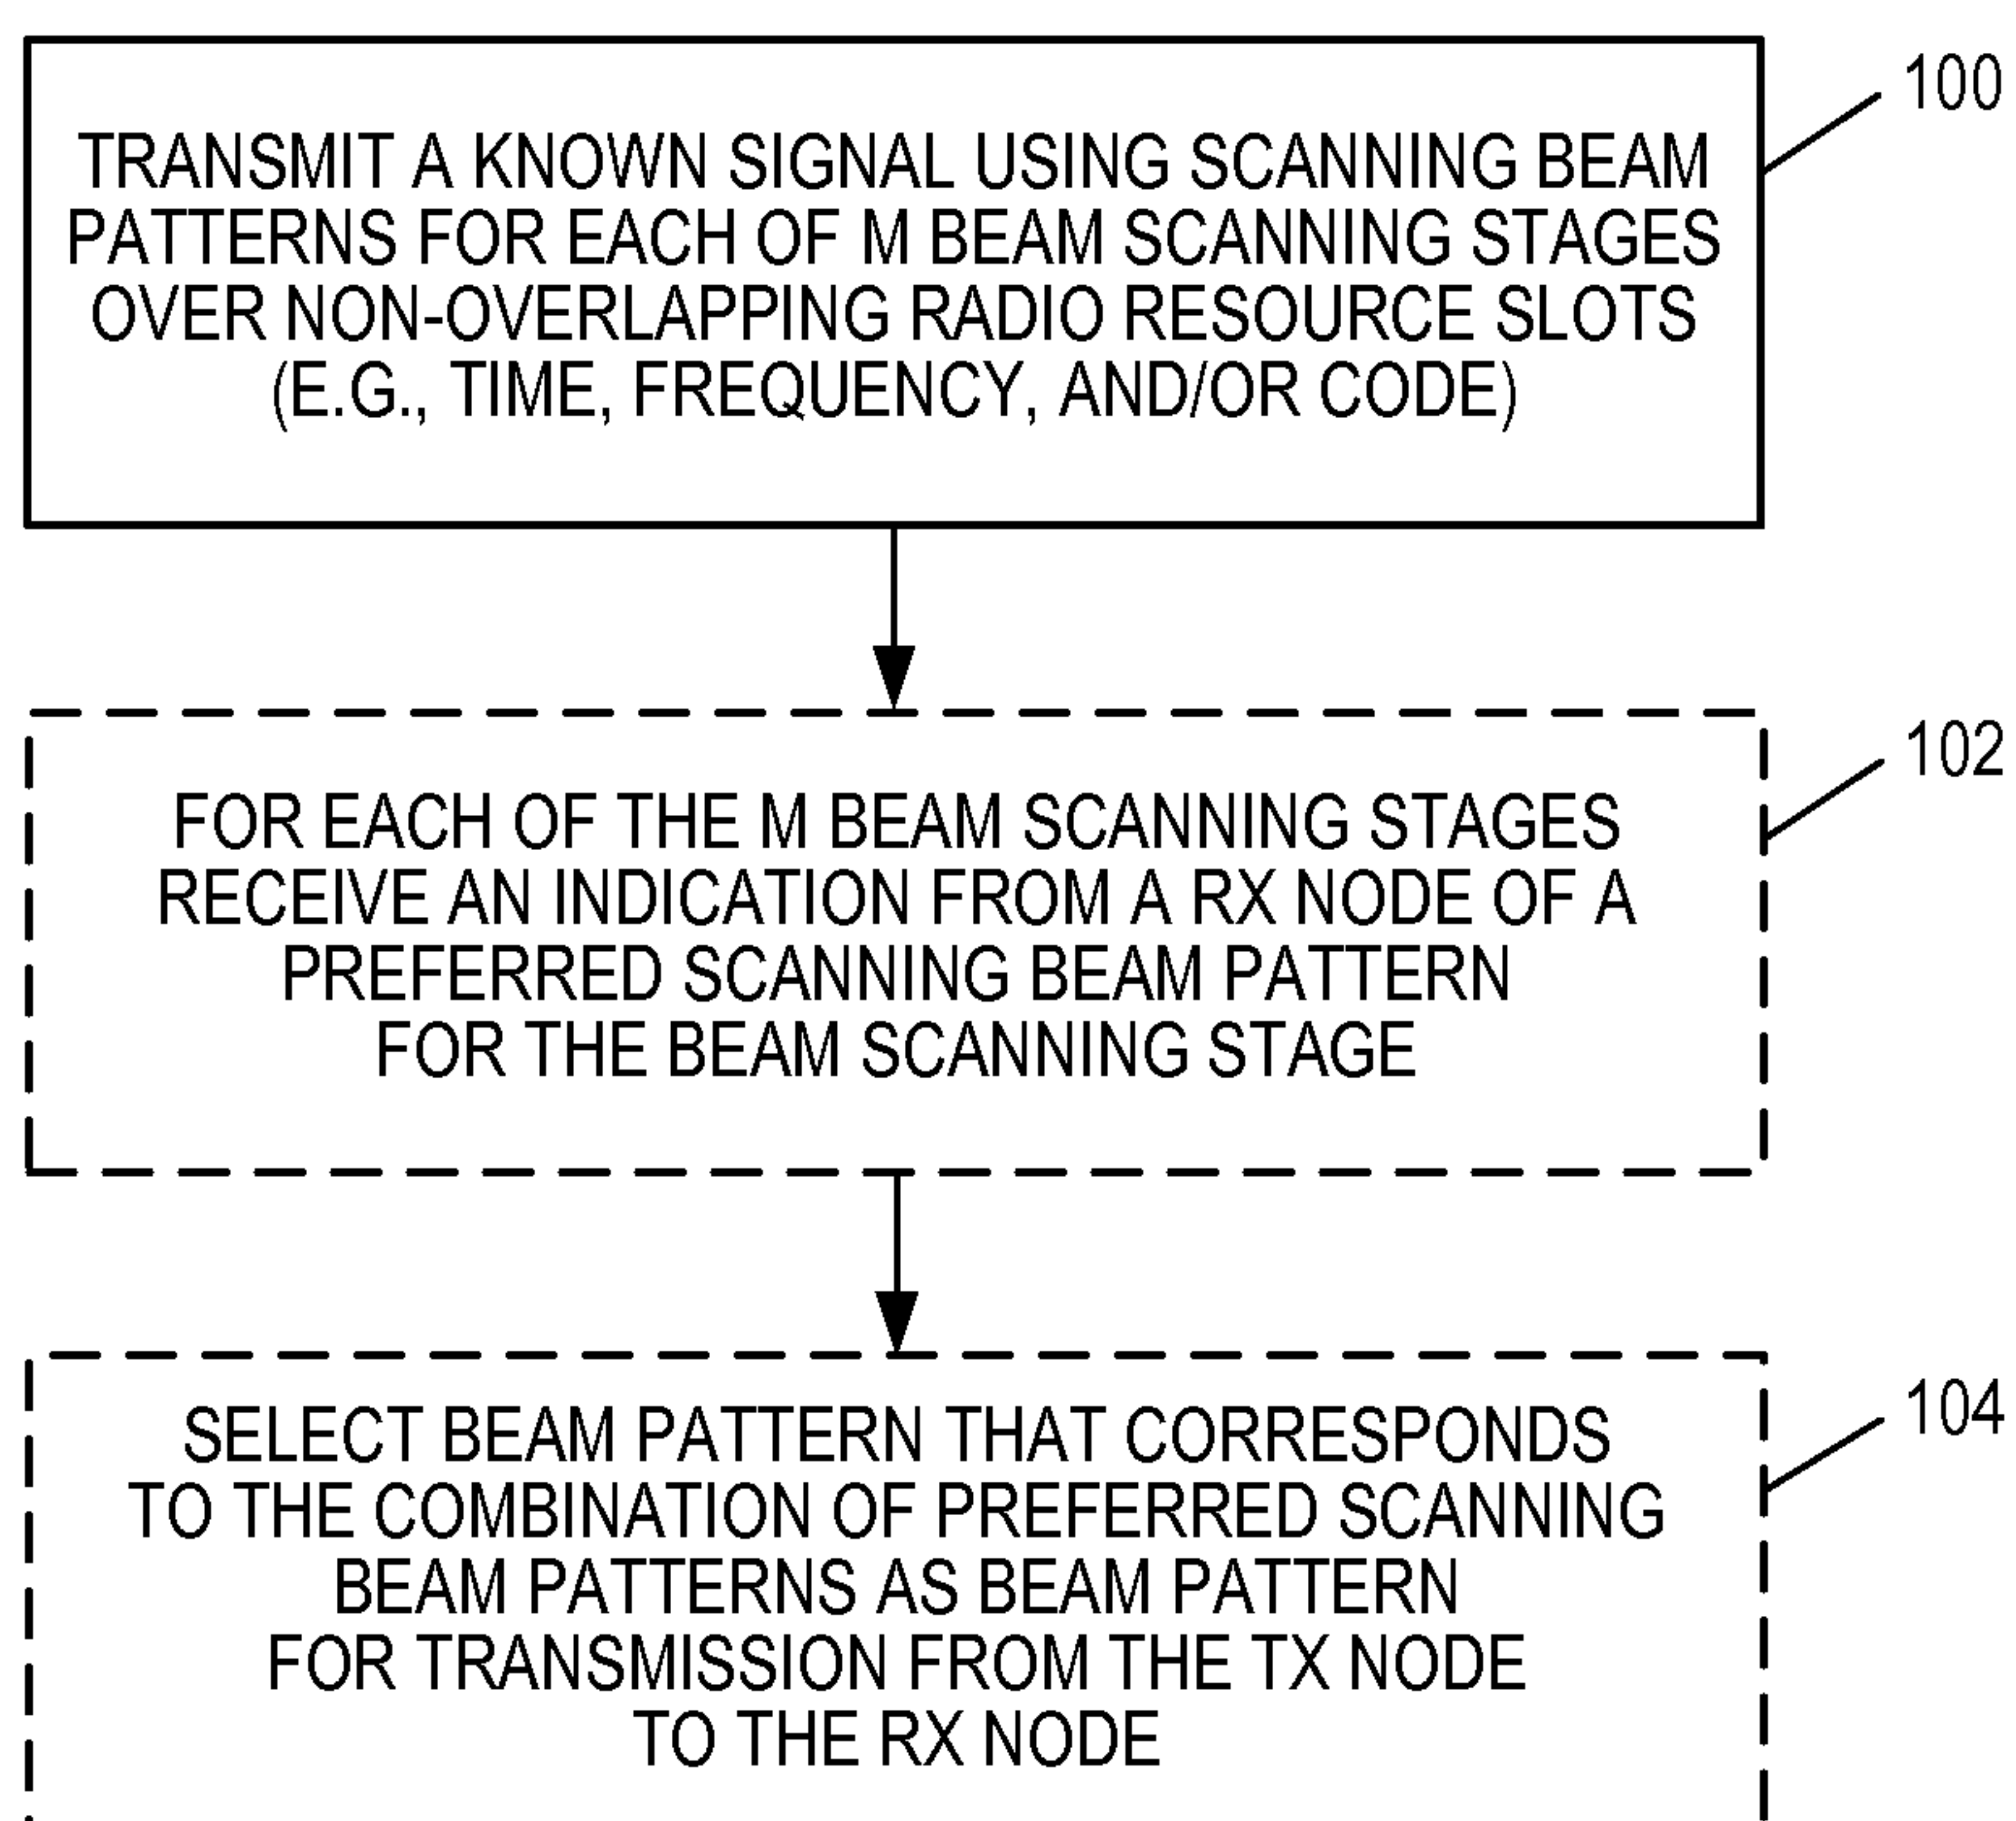 100
TRANSMIT A KNOWN SIGNAL USING SCANNING BEAM
PATTERNS FOR EACH OF M BEAM SCANNING STAGES
OVER NON-OVERLAPPING RADIO RESOURCE SLOTS
(E.G., TIME, FREQUENCY, AND/OR CODE)
102
FOR EACH OF THE M BEAM SCANNING STAGES
RECEIVE AN INDICATION FROM A RX NODE OF A
PREFERRED SCANNING BEAM PATTERN
FOR THE BEAM SCANNING STAGE
104
SELECT BEAM PATTERN THAT CORRESPONDS
TO THE COMBINATION OF PREFERRED SCANNING
BEAM PATTERNS AS BEAM PATTERN
FOR TRANSMISSION FROM THE TX NODE
TO THE RX NODE